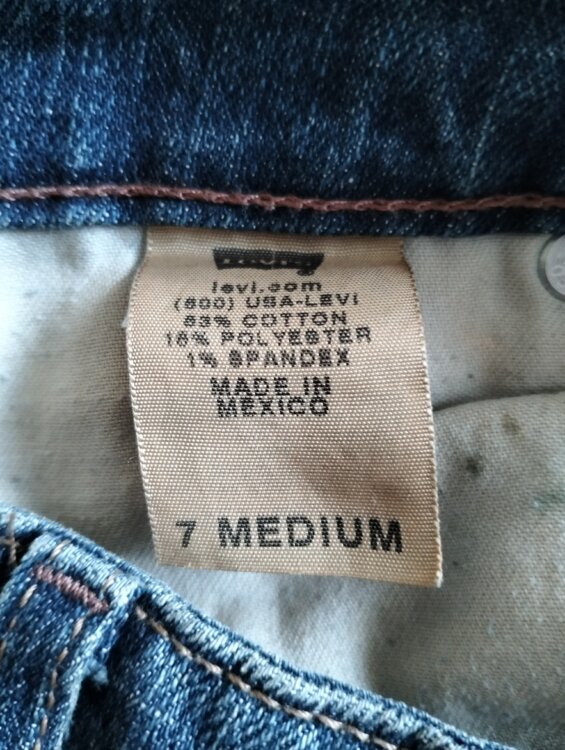 levi.com
(800) USA-LEVI
83% COTTON
16% POLYESTER
1% SPANDEX
MADE IN
MEXICO
7 MEDIUM